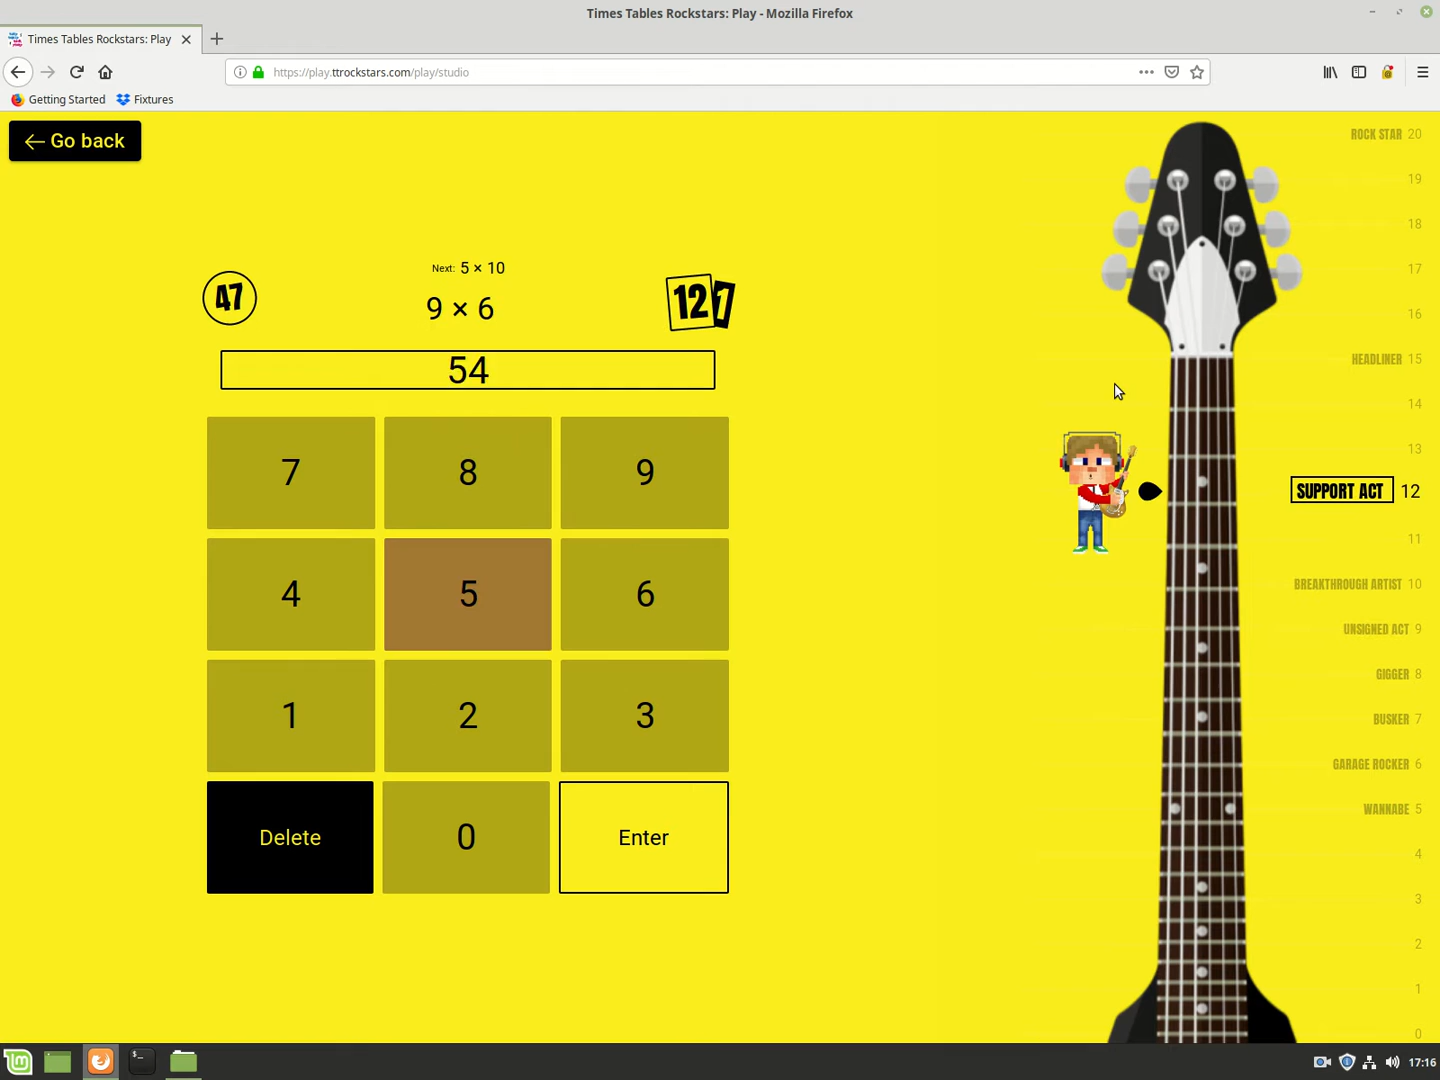 Times Tables Rockstars: Play - Mozilla Firefox
Times Tables Rockstars: Play
https://play.ttrockstars.com/play/studio
Getting Started Fixtures
← Go back
Next: 5 × 10
47 9 × 6 12 1
54
7 8 9
4 5 6
1 2 3
Delete 0 Enter
ROCK STAR 20
19
18
17
16
HEADLINER 15
14
13
SUPPORT ACT 12
11
BREAKTHROUGH ARTIST 10
UNSIGNED ACT 9
GIGGER 8
BUSKER 7
GARAGE ROCKER 6
WANNABE 5
4
3
2
1
0
17:16